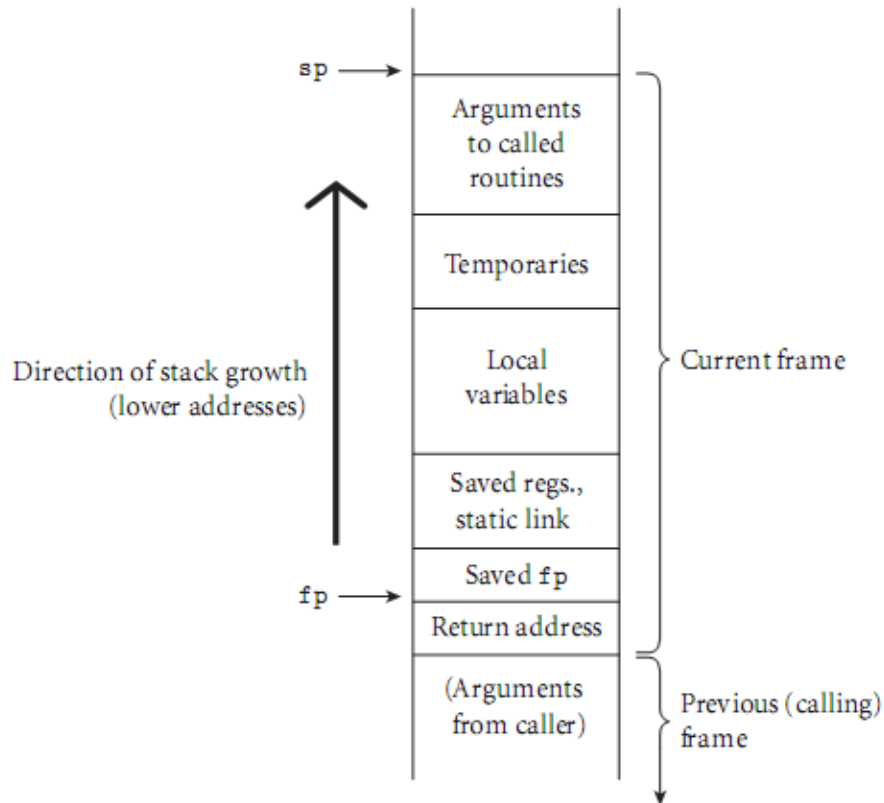 sp
Arguments
to called
routines
Temporaries
Direction of stack growth
(lower addresses)
Local
variables
Current frame
Saved regs.,
static link
Saved fp
fp
Return address
(Arguments
from caller)
Previous (calling)
frame